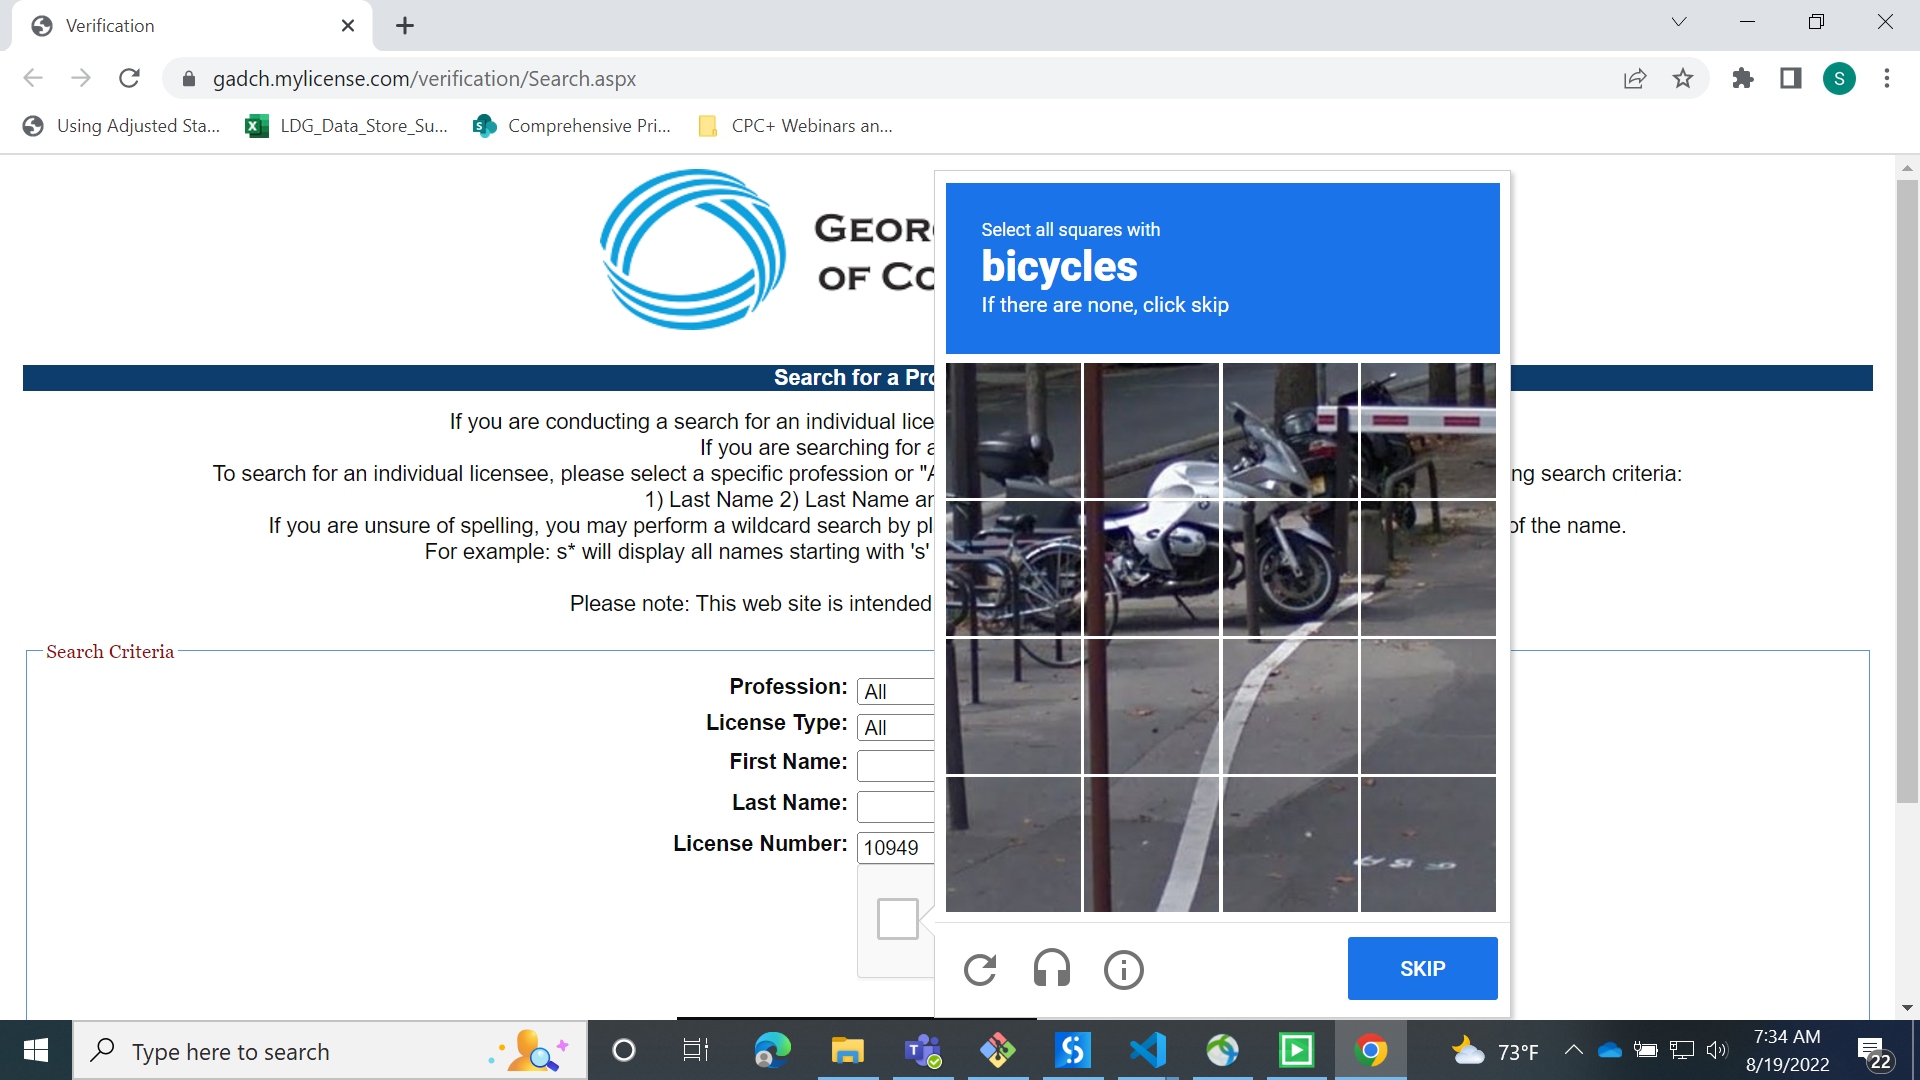 Verification
gadch.mylicense.com/verification/Search.aspx
S
Using Adjusted Sta...
LDG_Data_Store_Su...
Comprehensive Pri...
CPC+ Webinars an...
GEOR
OF CO
Select all squares with
bicycles
If there are none, click skip
Search for a Pro
If you are conducting a search for an individual lice
If you are searching for a
To search for an individual licensee, please select a specific profession or "A
ng search criteria:
1) Last Name 2) Last Name an
If you are unsure of spelling, you may perform a wildcard search by pl
of the name.
For example: s* will display all names starting with 's'
Please note: This web site is intended
Search Criteria
Profession:
All
License Type:
All
First Name:
Last Name:
License Number:
10949
SKIP
Type here to search
73°F
7:34 AM
8/19/2022
22